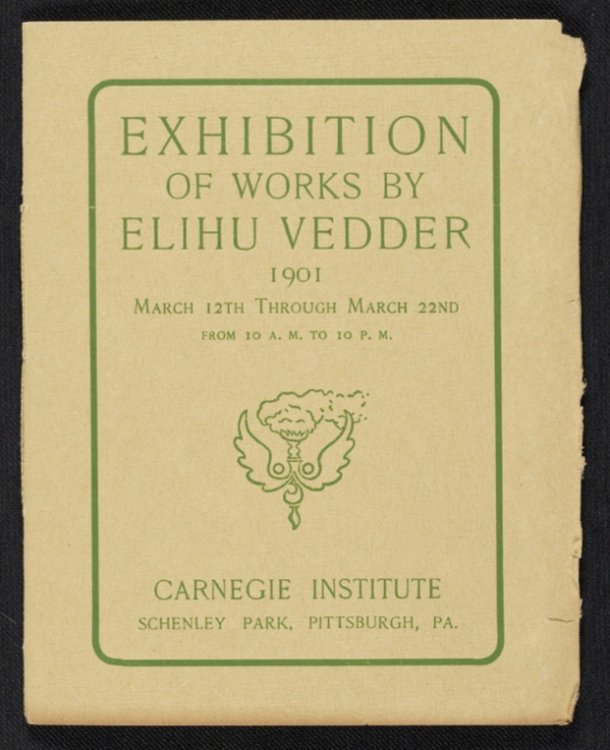 EXHIBITION
OF WORKS BY
ELIHU VEDDER
1901
MARCH 12TH THROUGH MARCH 22ND
FROM 10 A. M. TO 10 P. M.
CARNEGIE INSTITUTE
SCHENLEY PARK, PITTSBURGH, PA.